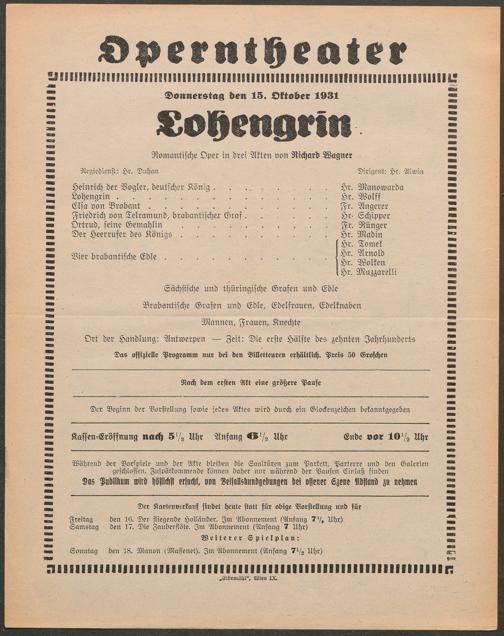 Operntheater
Donnerstag den 15. Oktober 1931
Lohengrin
Romantische Oper in drei Akten von Richard Wagner
Regiedienst: Hr. Duhan Dirigent: Hr. Alwin
Heinrich der Vogler, deutscher König . . . . . . . . Hr. Manowarda
Lohengrin . . . . . . . . . . . . . Hr. Wolff
Elsa von Brabant . . . . . . . . . . . Fr. Angerer
Friedrich von Telramund, brabantischer Graf . . . . . . Hr. Schipper
Ortrud, seine Gemahlin . . . . . . . . . . Fr. Rünger
Der Heerrufer des Königs . . . . . . . . . . Hr. Madin
Vier brabantische Edle . . . . . . . . . .
Hr. Tomek
Hr. Arnold
Hr. Wolken
Hr. Muzzarelli
Sächsische und thüringische Grafen und Edle
Brabantische Grafen und Edle, Edelfrauen, Edelknaben
Mannen, Frauen, Knechte
Ort der Handlung: Antwerpen — Zeit: Die erste Hälfte des zehnten Jahrhunderts
Das offizielle Programm nur bei den Billetteuren erhältlich. Preis 50 Groschen
Nach dem ersten Akt eine größere Pause
Der Beginn der Vorstellung sowie jedes Aktes wird durch ein Glockenzeichen bekanntgegeben
Kassen-Eröffnung nach 5½ Uhr Anfang 6½ Uhr Ende vor 10½ Uhr
Während der Vorspiele und der Akte bleiben die Saaltüren zum Parkett, Parterre und den Galerien
geschlossen. Zuspätkommende können daher nur während der Pausen Einlaß finden
Das Publikum wird höflichst ersucht, von Beifallskundgebungen bei offener Szene Abstand zu nehmen
Der Kartenverkauf findet heute statt für obige Vorstellung und für
Freitag den 16. Der fliegende Holländer. Im Abonnement (Anfang 7½ Uhr)
Samstag den 17. Die Zauberflöte. Im Abonnement (Anfang 7 Uhr)
Weiterer Spielplan:
Sonntag den 18. Manon (Massenet). Im Abonnement (Anfang 7½ Uhr)
„Elbemühl“, Wien IX.